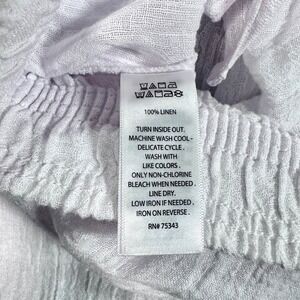 100% LINEN
TURN INSIDE OUT.
MACHINE WASH COOL -
DELICATE CYCLE .
WASH WITH
LIKE COLORS .
ONLY NON-CHLORINE
BLEACH WHEN NEEDED .
LINE DRY.
LOW IRON IF NEEDED .
IRON ON REVERSE .
RN# 75343